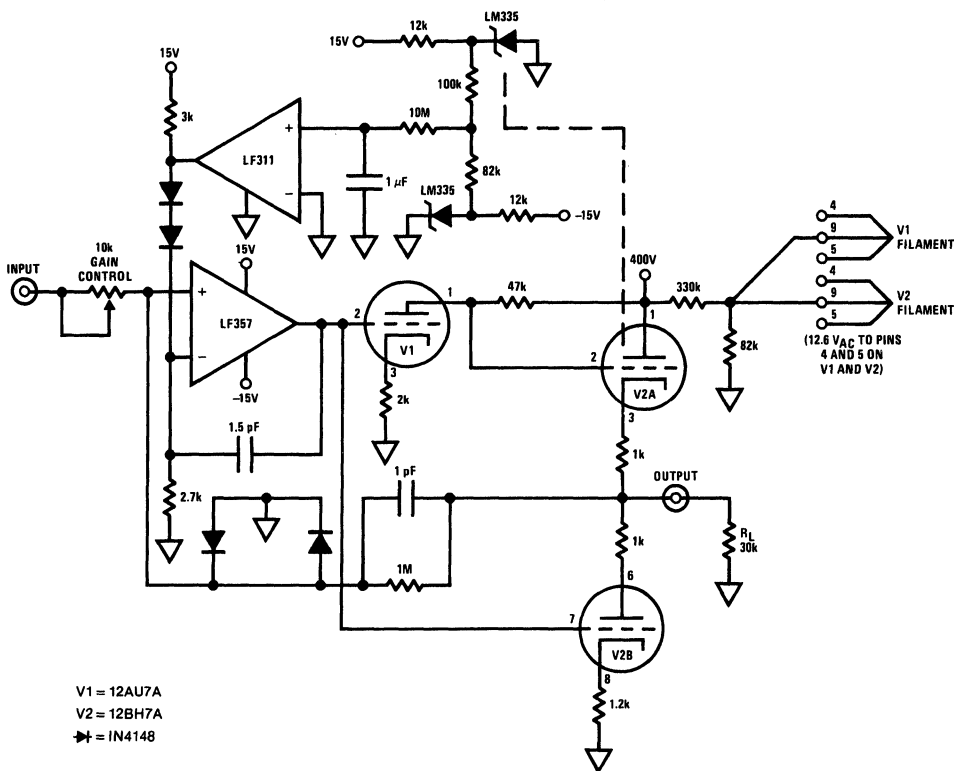 LM335
12k
15V
15V
100k
3k
10M
LF311
+
−
1 µF
82k
LM335
12k
−15V
4
9
5
V1
FILAMENT
4
9
5
V2
FILAMENT
(12.6 VAC TO PINS
4 AND 5 ON
V1 AND V2)
10k
GAIN
CONTROL
INPUT
15V
+
LF357
−
−15V
400V
1
47k
330k
2
V1
3
2k
1
2
V2A
3
82k
1.5 pF
1k
1 pF
OUTPUT
2.7k
1k
RL
30k
1M
6
7
V2B
8
1.2k
V1 = 12AU7A
V2 = 12BH7A
= IN4148